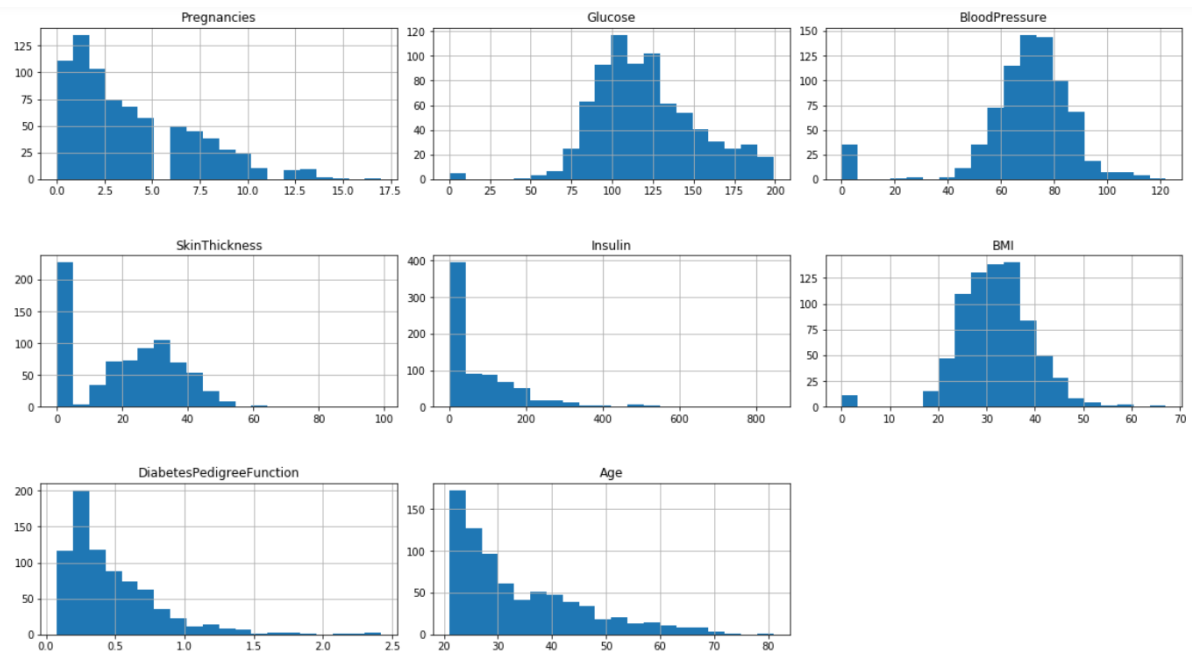 Pregnancies
125
100
75
50
25
0
0.0 2.5 5.0 7.5 10.0 12.5 15.0 17.5
Glucose
120
100
80
60
40
20
0
0 25 50 75 100 125 150 175 200
BloodPressure
150
125
100
75
50
25
0
0 20 40 60 80 100 120
SkinThickness
200
150
100
50
0
0 20 40 60 80 100
Insulin
400
300
200
100
0
0 200 400 600 800
BMI
125
100
75
50
25
0
0 10 20 30 40 50 60 70
DiabetesPedigreeFunction
200
150
100
50
0
0.0 0.5 1.0 1.5 2.0 2.5
Age
150
100
50
0
20 30 40 50 60 70 80